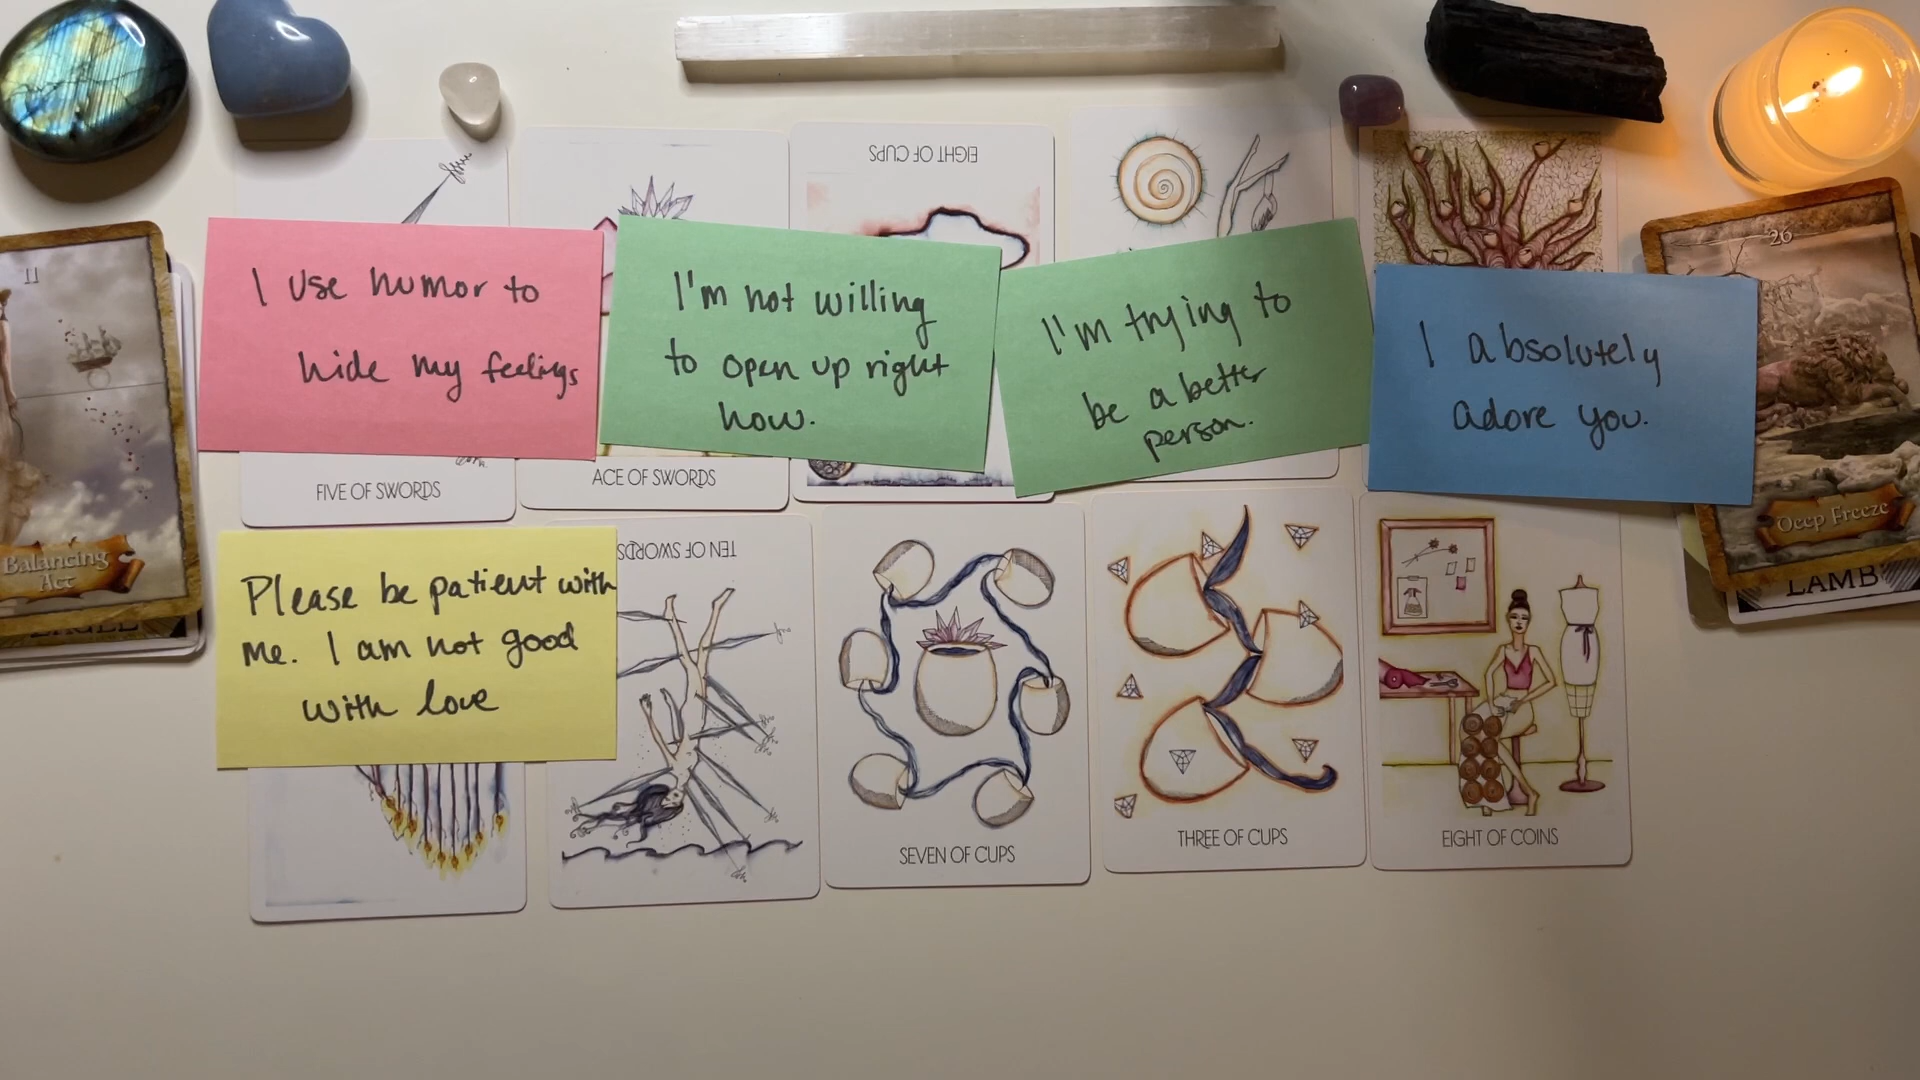 EIGHT OF CUPS
11
26
I use humor to
hide my feelings
I'm not willing
to open up right
now.
I'm trying to
be a better
person.
I absolutely
adore you.
FIVE OF SWORDS
ACE OF SWORDS
Balancing
Act
Deep Freeze
LAMB
Please be patient with
me. I am not good
with love
TEN OF SWORDS
SEVEN OF CUPS
THREE OF CUPS
EIGHT OF COINS